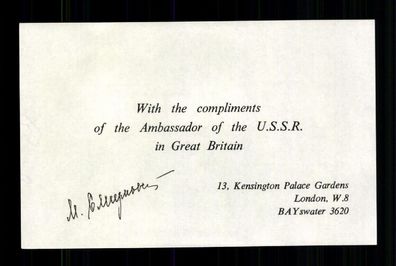 With the compliments
of the Ambassador of the U.S.S.R.
in Great Britain
13, Kensington Palace Gardens
London, W.8
BAYswater 3620
М. Смирновский